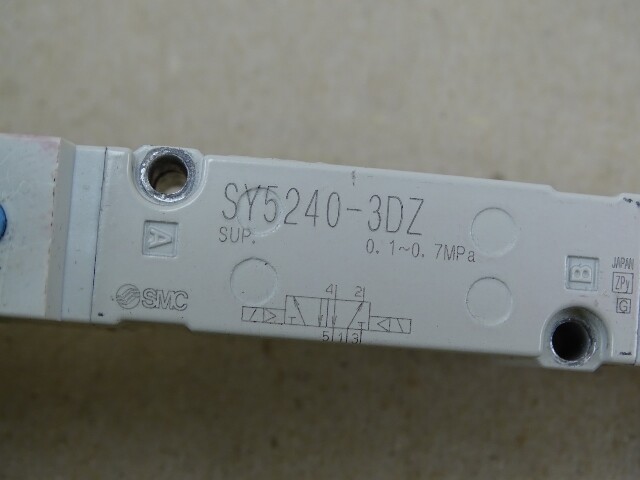 SY5240-3DZ
SUP. 0.1~0.7MPa
A
B
JAPAN
ZPy
G
SMC
4 2
5 1 3